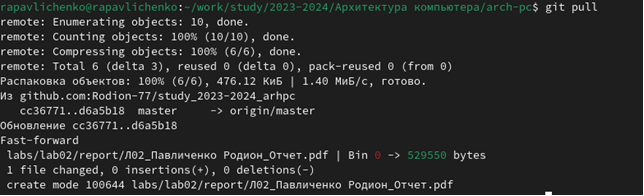 rapavlichenko@rapavlichenko:~/work/study/2023-2024/Архитектура компьютера/arch-pc$ git pull
remote: Enumerating objects: 10, done.
remote: Counting objects: 100% (10/10), done.
remote: Compressing objects: 100% (6/6), done.
remote: Total 6 (delta 3), reused 0 (delta 0), pack-reused 0 (from 0)
Распаковка объектов: 100% (6/6), 476.12 КиБ | 1.40 МиБ/с, готово.
Из github.com:Rodion-77/study_2023-2024_arhpc
   cc36771..d6a5b18  master     -> origin/master
Обновление cc36771..d6a5b18
Fast-forward
 labs/lab02/report/Л02_Павличенко Родион_Отчет.pdf | Bin 0 -> 529550 bytes
 1 file changed, 0 insertions(+), 0 deletions(-)
 create mode 100644 labs/lab02/report/Л02_Павличенко Родион_Отчет.pdf